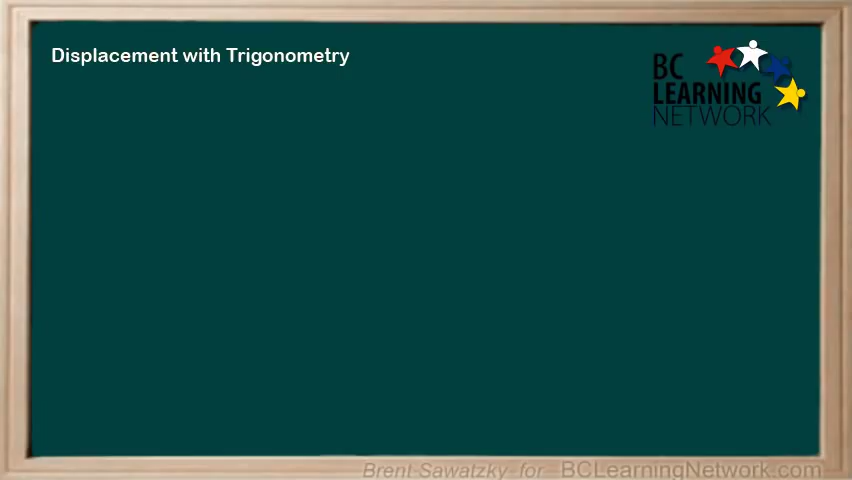 Displacement with Trigonometry
BC
LEARNING
NETWORK
Brent Sawatzky for BCLearningNetwork.com